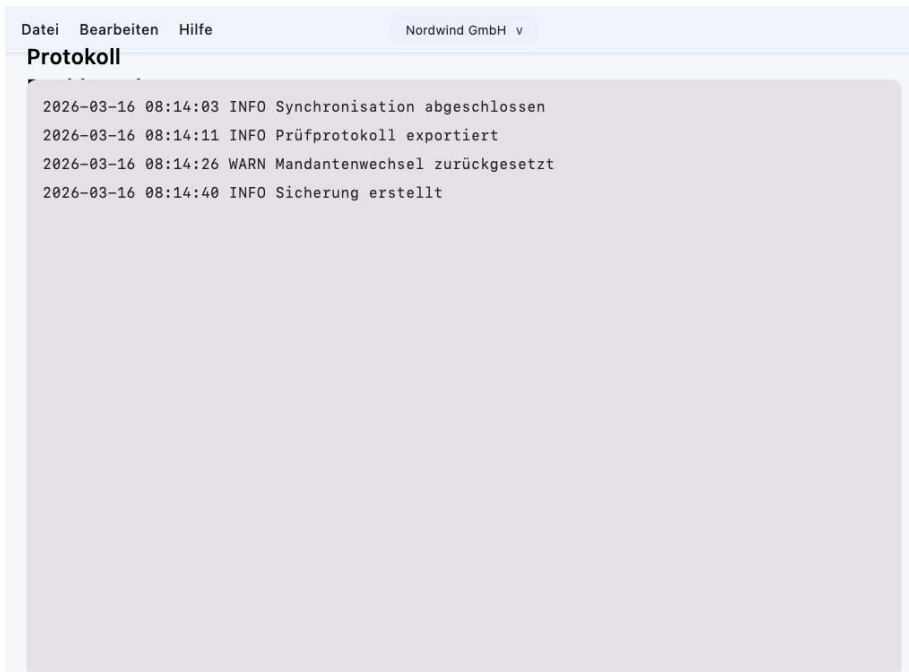 Datei Bearbeiten Hilfe Nordwind GmbH v
Protokoll
2026-03-16 08:14:03 INFO Synchronisation abgeschlossen
2026-03-16 08:14:11 INFO Prüfprotokoll exportiert
2026-03-16 08:14:26 WARN Mandantenwechsel zurückgesetzt
2026-03-16 08:14:40 INFO Sicherung erstellt